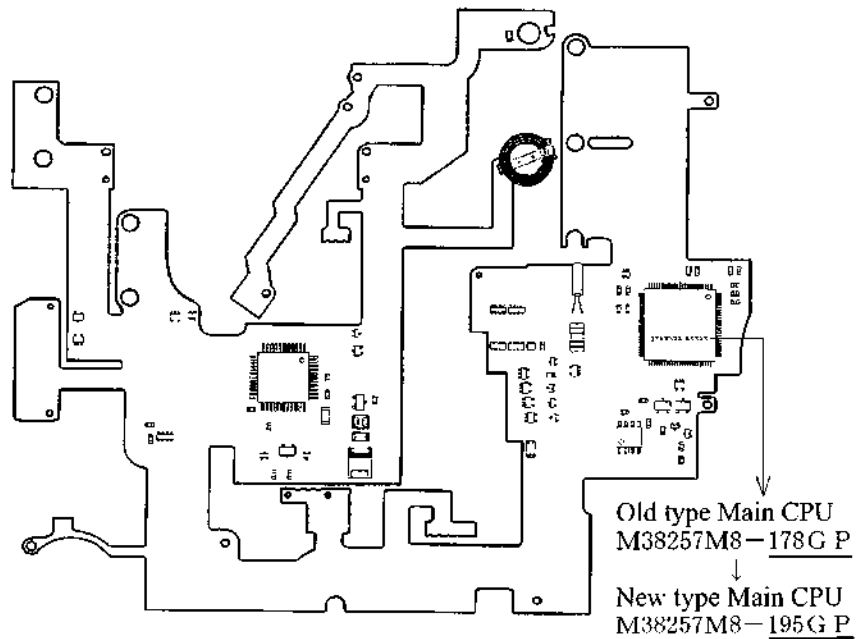 Old type Main CPU
M38257M8-178G P
New type Main CPU
M38257M8-195G P